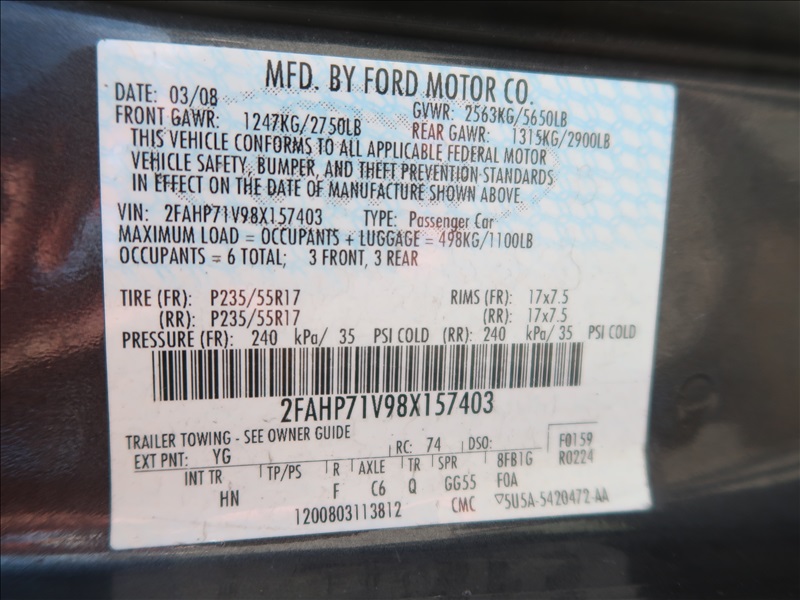 MFD. BY FORD MOTOR CO.
DATE: 03/08 GVWR: 2563KG/5650LB
FRONT GAWR: 1247KG/2750LB REAR GAWR: 1315KG/2900LB
THIS VEHICLE CONFORMS TO ALL APPLICABLE FEDERAL MOTOR
VEHICLE SAFETY, BUMPER, AND THEFT PREVENTION STANDARDS
IN EFFECT ON THE DATE OF MANUFACTURE SHOWN ABOVE.
VIN: 2FAHP71V98X157403 TYPE: Passenger Car
MAXIMUM LOAD = OCCUPANTS + LUGGAGE = 498KG/1100LB
OCCUPANTS = 6 TOTAL; 3 FRONT, 3 REAR
TIRE (FR): P235/55R17 RIMS (FR): 17x7.5
(RR): P235/55R17 (RR): 17x7.5
PRESSURE (FR): 240 kPa/ 35 PSI COLD (RR): 240 kPa/ 35 PSI COLD
2FAHP71V98X157403
TRAILER TOWING - SEE OWNER GUIDE
EXT PNT: YG RC: 74 DSO: F0159
INT TR TP/PS R AXLE TR SPR 8FB1G R0224
HN F C6 Q GG55 FOA
1200803113812 CMC ▽5U5A-5420472-AA